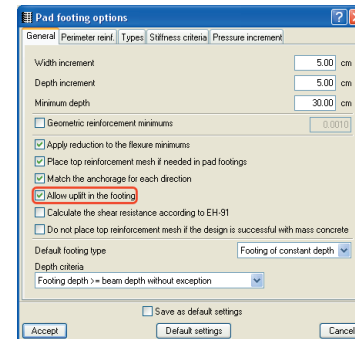 Pad footing options
General Perimeter reinf. Types Stiffness criteria Pressure increment
Width increment 5.00 cm
Depth increment 5.00 cm
Minimum depth 30.00 cm
Geometric reinforcement minimums 0.0010
Apply reduction to the flexure minimums
Place top reinforcement mesh if needed in pad footings
Match the anchorage for each direction
Allow uplift in the footing
Calculate the shear resistance according to EH-91
Do not place top reinforcement mesh if the design is successful with mass concrete
Default footing type Footing of constant depth
Depth criteria
Footing depth >= beam depth without exception
Save as default settings
Accept Default settings Cancel